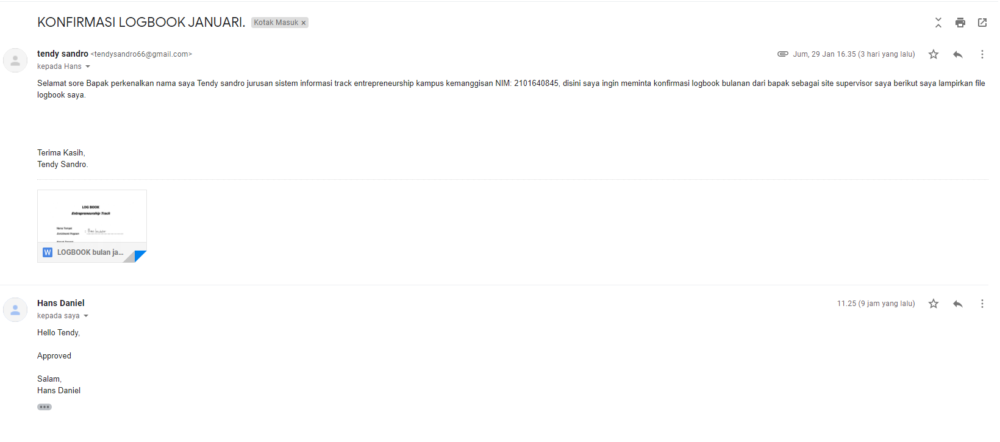 KONFIRMASI LOGBOOK JANUARI. Kotak Masuk ×
tendy sandro <tendysandro66@gmail.com> Jum, 29 Jan 16.35 (3 hari yang lalu)
kepada Hans
Selamat sore Bapak perkenalkan nama saya Tendy sandro jurusan sistem informasi track entrepreneurship kampus kemanggisan NIM: 2101640845, disini saya ingin meminta konfirmasi logbook bulanan dari bapak sebagai site supervisor saya berikut saya lampirkan file
logbook saya.
Terima Kasih,
Tendy Sandro.
LOG BOOK
Entrepreneurship Track
Nama Tempat
Enrichment Program :
W LOGBOOK bulan ja...
Hans Daniel 11.25 (9 jam yang lalu)
kepada saya
Hello Tendy,
Approved
Salam,
Hans Daniel